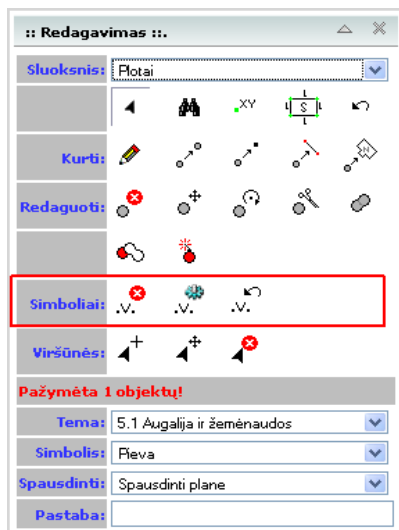 :: Redagavimas ::.
Sluoksnis: Plotai
XY S
Kurti: N
Redaguoti:
Simboliai: .v. .v. .v.
Viršūnės:
Pažymėta 1 objektų!
Tema: 5.1 Augalija ir žemėnaudos
Simbolis: Pieva
Spausdinti: Spausdinti plane
Pastaba: